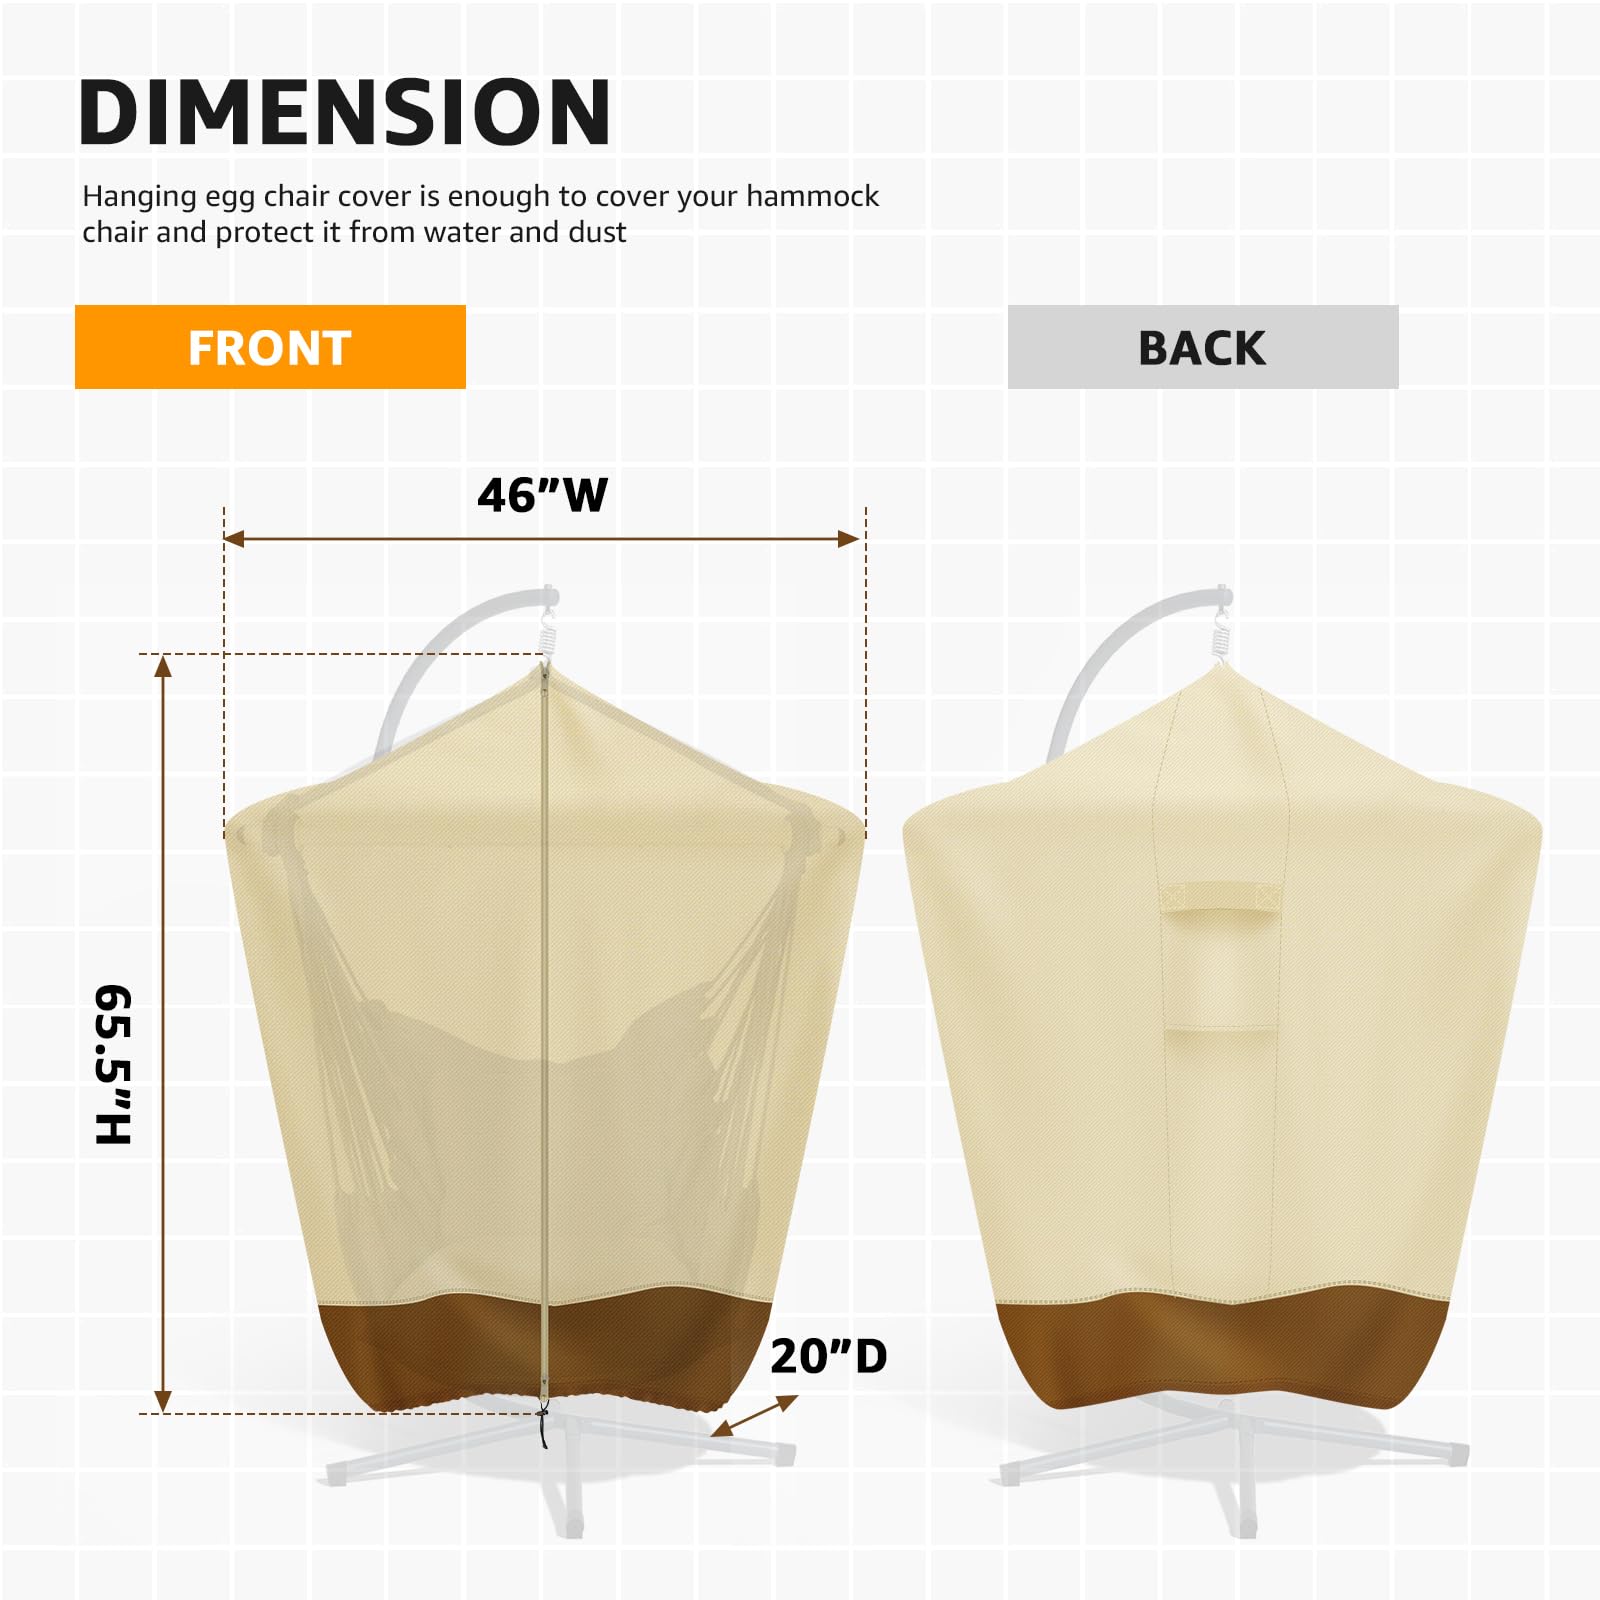 DIMENSION
Hanging egg chair cover is enough to cover your hammock
chair and protect it from water and dust
FRONT
BACK
46”W
65.5”H
20”D